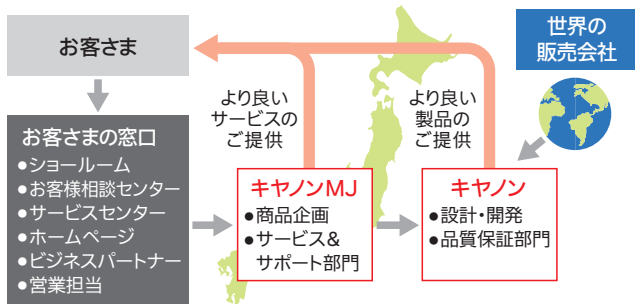 お客さま
お客さまの窓口
●ショールーム
●お客様相談センター
●サービスセンター
●ホームページ
●ビジネスパートナー
●営業担当
より良い
サービスの
ご提供
キヤノンMJ
●商品企画
●サービス&
サポート部門
より良い
製品の
ご提供
キヤノン
●設計・開発
●品質保証部門
世界の
販売会社